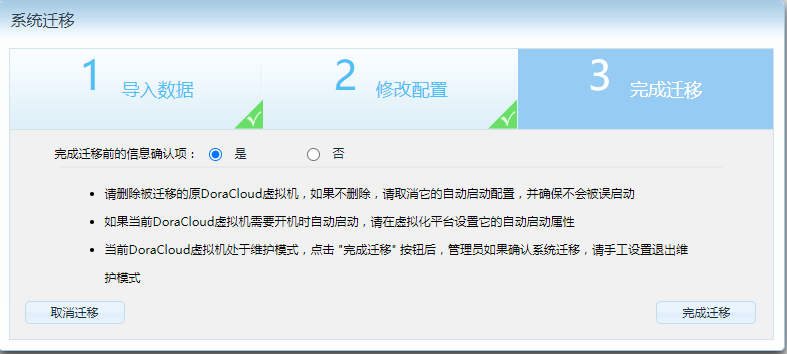 系统迁移
1 导入数据
2 修改配置
3 完成迁移
完成迁移前的信息确认项： 是 否
• 请删除被迁移的原DoraCloud虚拟机，如果不删除，请取消它的自动启动配置，并确保不会被误启动
• 如果当前DoraCloud虚拟机需要开机时自动启动，请在虚拟化平台设置它的自动启动属性
• 当前DoraCloud虚拟机处于维护模式，点击 "完成迁移" 按钮后，管理员如果确认系统迁移，请手工设置退出维
护模式
取消迁移
完成迁移